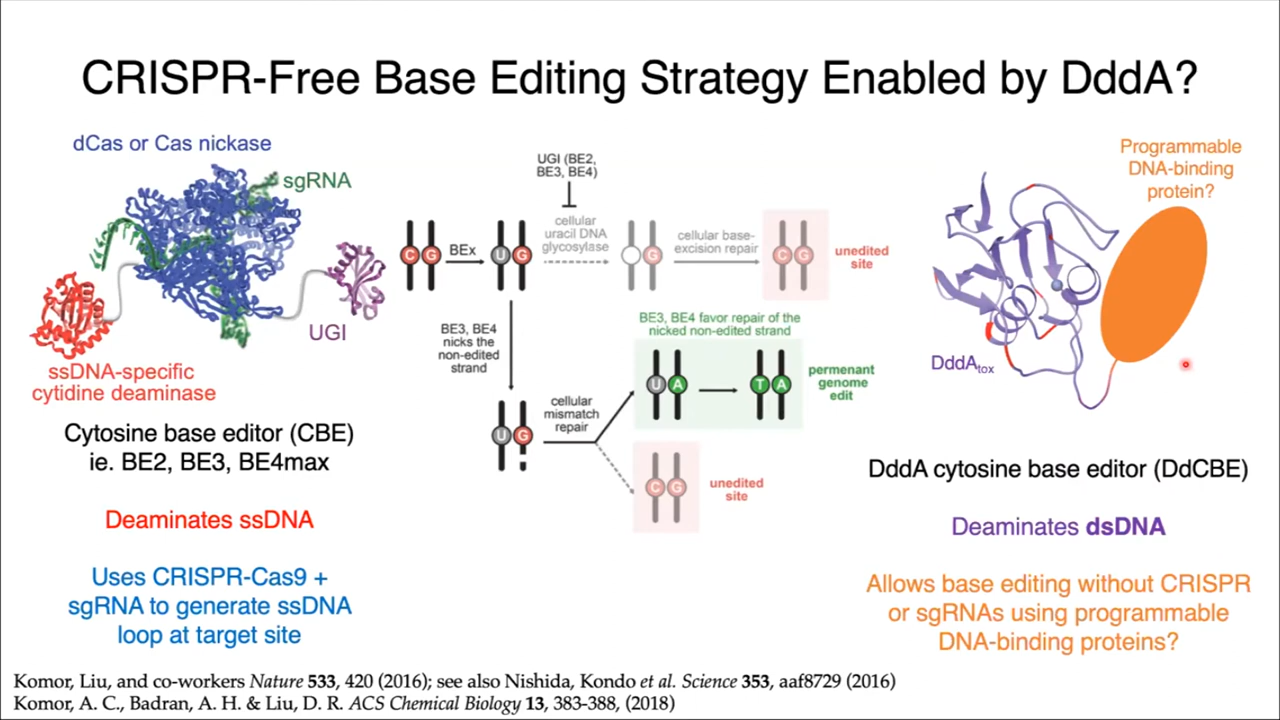 CRISPR-Free Base Editing Strategy Enabled by DddA?
dCas or Cas nickase
sgRNA
UGI
ssDNA-specific
cytidine deaminase
Cytosine base editor (CBE)
ie. BE2, BE3, BE4max
Deaminates ssDNA
Uses CRISPR-Cas9 +
sgRNA to generate ssDNA
loop at target site
UGI (BE2,
BE3, BE4)
cellular
uracil DNA
glycosylase
C G
BEx
U G
G
cellular base-
excision repair
C G
unedited
site
BE3, BE4
nicks the
non-edited
strand
BE3, BE4 favor repair of the
nicked non-edited strand
U A
T A
permenant
genome
edit
U G
cellular
mismatch
repair
C G
unedited
site
Programmable
DNA-binding
protein?
DddAtox
DddA cytosine base editor (DdCBE)
Deaminates dsDNA
Allows base editing without CRISPR
or sgRNAs using programmable
DNA-binding proteins?
Komor, Liu, and co-workers Nature 533, 420 (2016); see also Nishida, Kondo et al. Science 353, aaf8729 (2016)
Komor, A. C., Badran, A. H. & Liu, D. R. ACS Chemical Biology 13, 383-388, (2018)